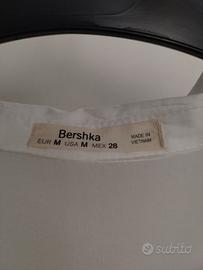 Bershka
EUR M USA M MEX 28
MADE IN
VIETNAM
subito